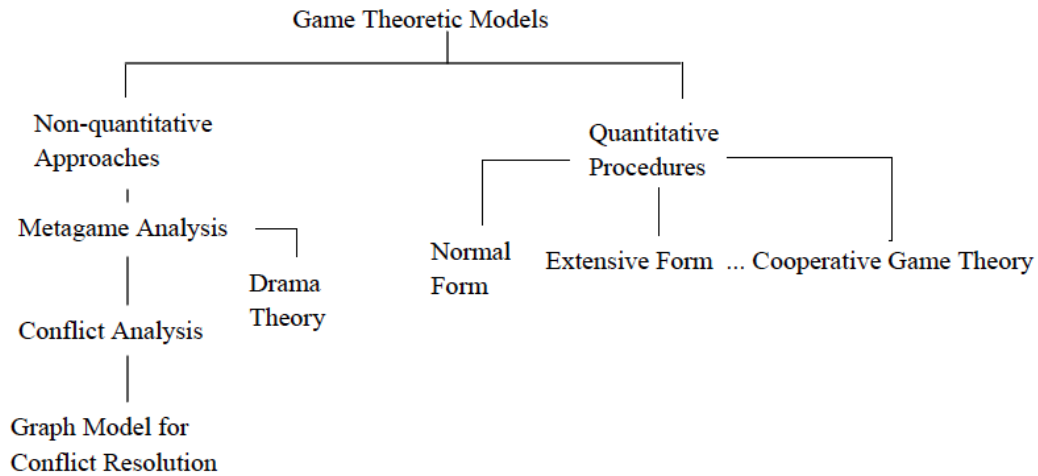 Game Theoretic Models
Non-quantitative
Approaches
Quantitative
Procedures
Metagame Analysis
Drama
Theory
Normal
Form
Extensive Form ... Cooperative Game Theory
Conflict Analysis
Graph Model for
Conflict Resolution